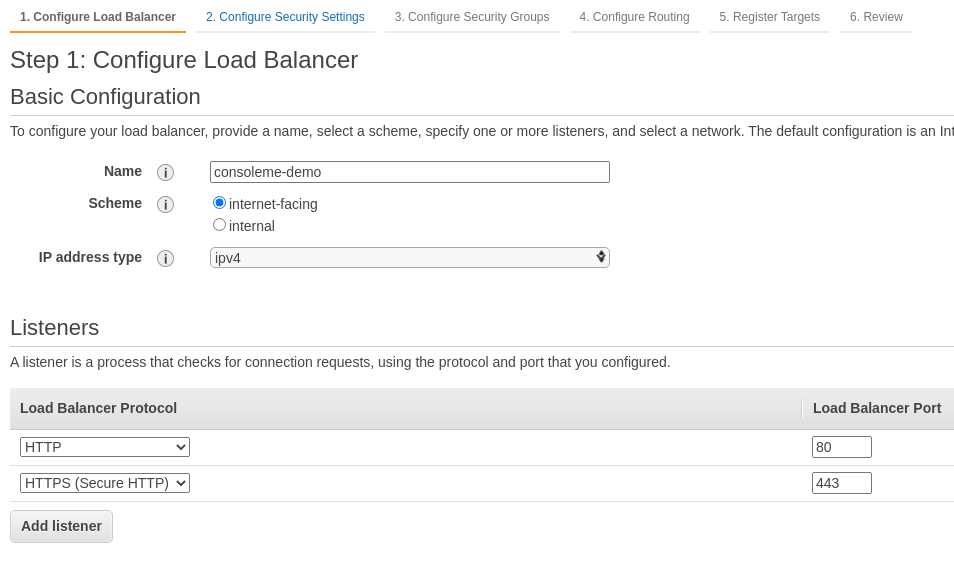 1. Configure Load Balancer 2. Configure Security Settings 3. Configure Security Groups 4. Configure Routing 5. Register Targets 6. Review
Step 1: Configure Load Balancer
Basic Configuration
To configure your load balancer, provide a name, select a scheme, specify one or more listeners, and select a network. The default configuration is an Int
Name i consoleme-demo
Scheme i internet-facing
internal
IP address type i ipv4
Listeners
A listener is a process that checks for connection requests, using the protocol and port that you configured.
Load Balancer Protocol Load Balancer Port
HTTP 80
HTTPS (Secure HTTP) 443
Add listener